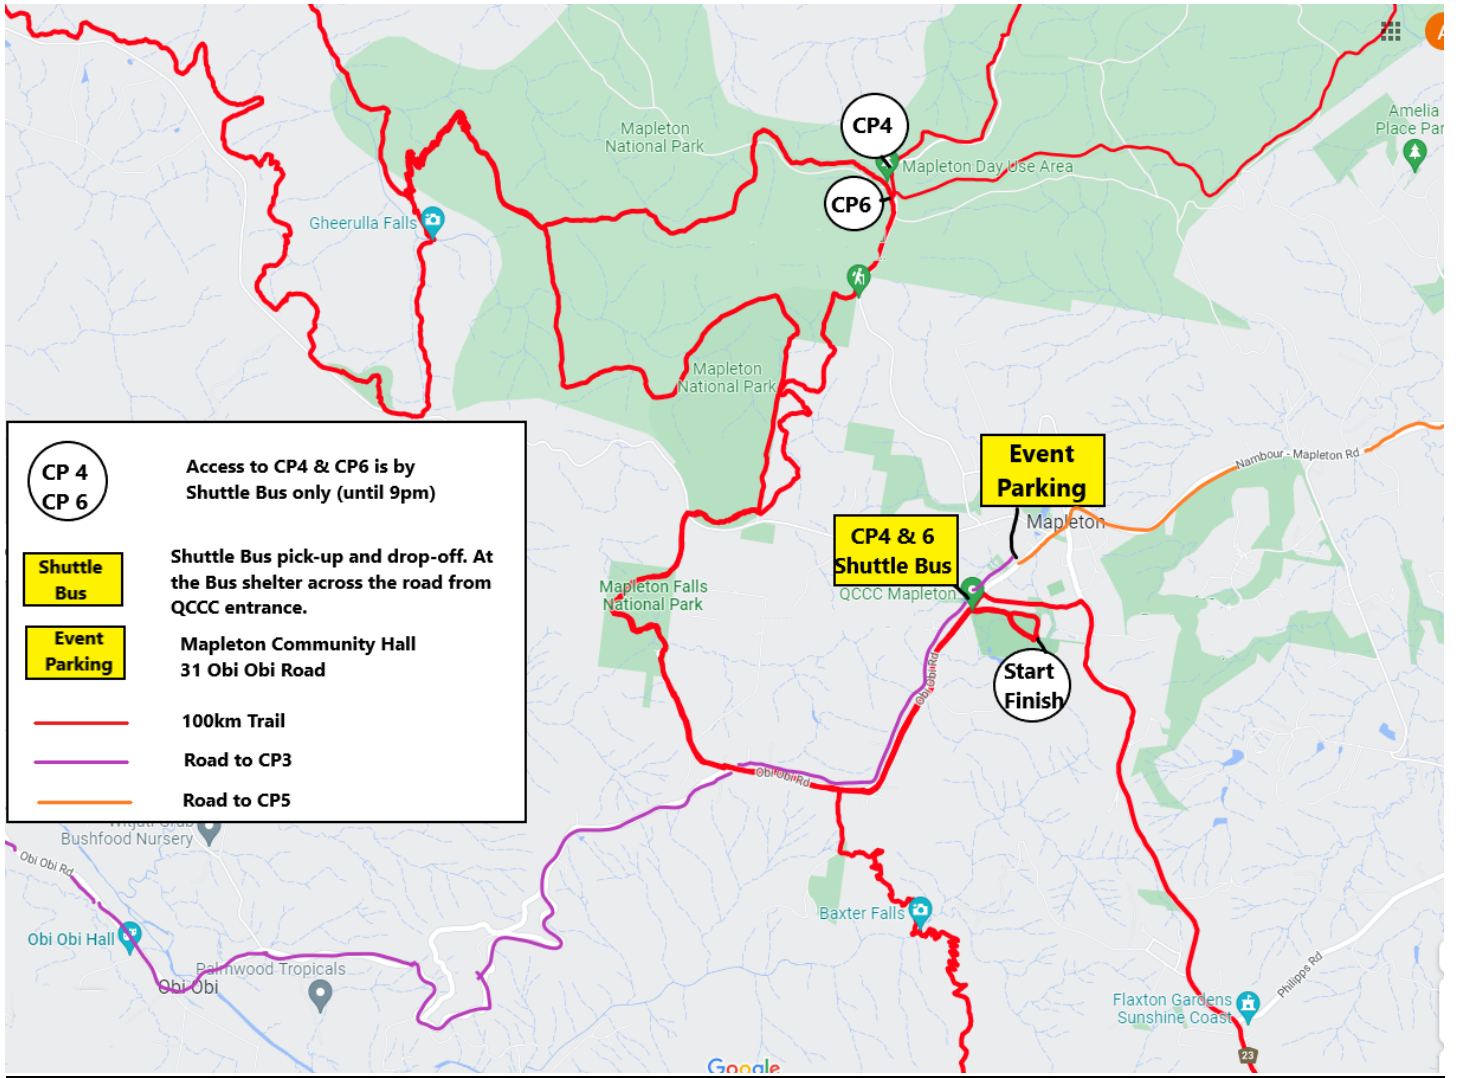 A
Amelia
Place Par
Mapleton
National Park
CP4
Mapleton Day Use Area
CP6
Gheerulla Falls
Mapleton
National Park
Event
Parking
Nambour - Mapleton Rd
Mapleton
CP4 & 6
Shuttle Bus
QCCC Mapleton
Mapleton Falls
National Park
Obi Obi Rd
Start
Finish
Obi Obi Rd
CP 4
CP 6
Access to CP4 & CP6 is by
Shuttle Bus only (until 9pm)
Shuttle
Bus
Shuttle Bus pick-up and drop-off. At
the Bus shelter across the road from
QCCC entrance.
Event
Parking
Mapleton Community Hall
31 Obi Obi Road
100km Trail
Road to CP3
Road to CP5
Bushfood Nursery
Obi Obi Rd
Obi Obi Hall
Palmwood Tropicals
Obi Obi
Baxter Falls
Philipps Rd
Flaxton Gardens
Sunshine Coast
23
Google